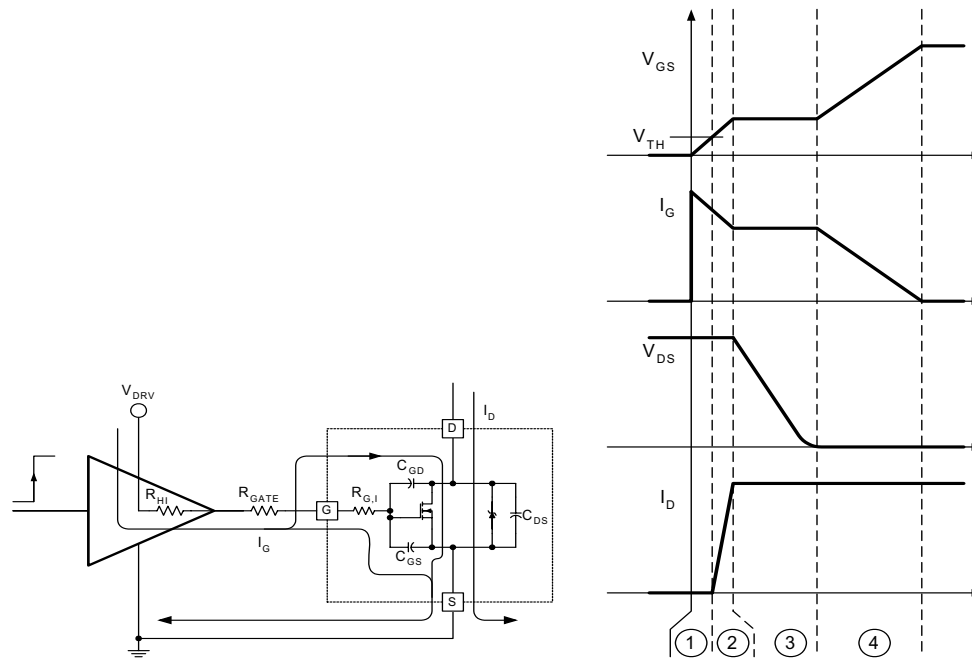 V_DRV
R_HI
R_GATE
I_G
G
R_G,I
C_GD
C_GS
D
I_D
C_DS
S
V_GS
V_TH
I_G
V_DS
I_D
1 2 3 4